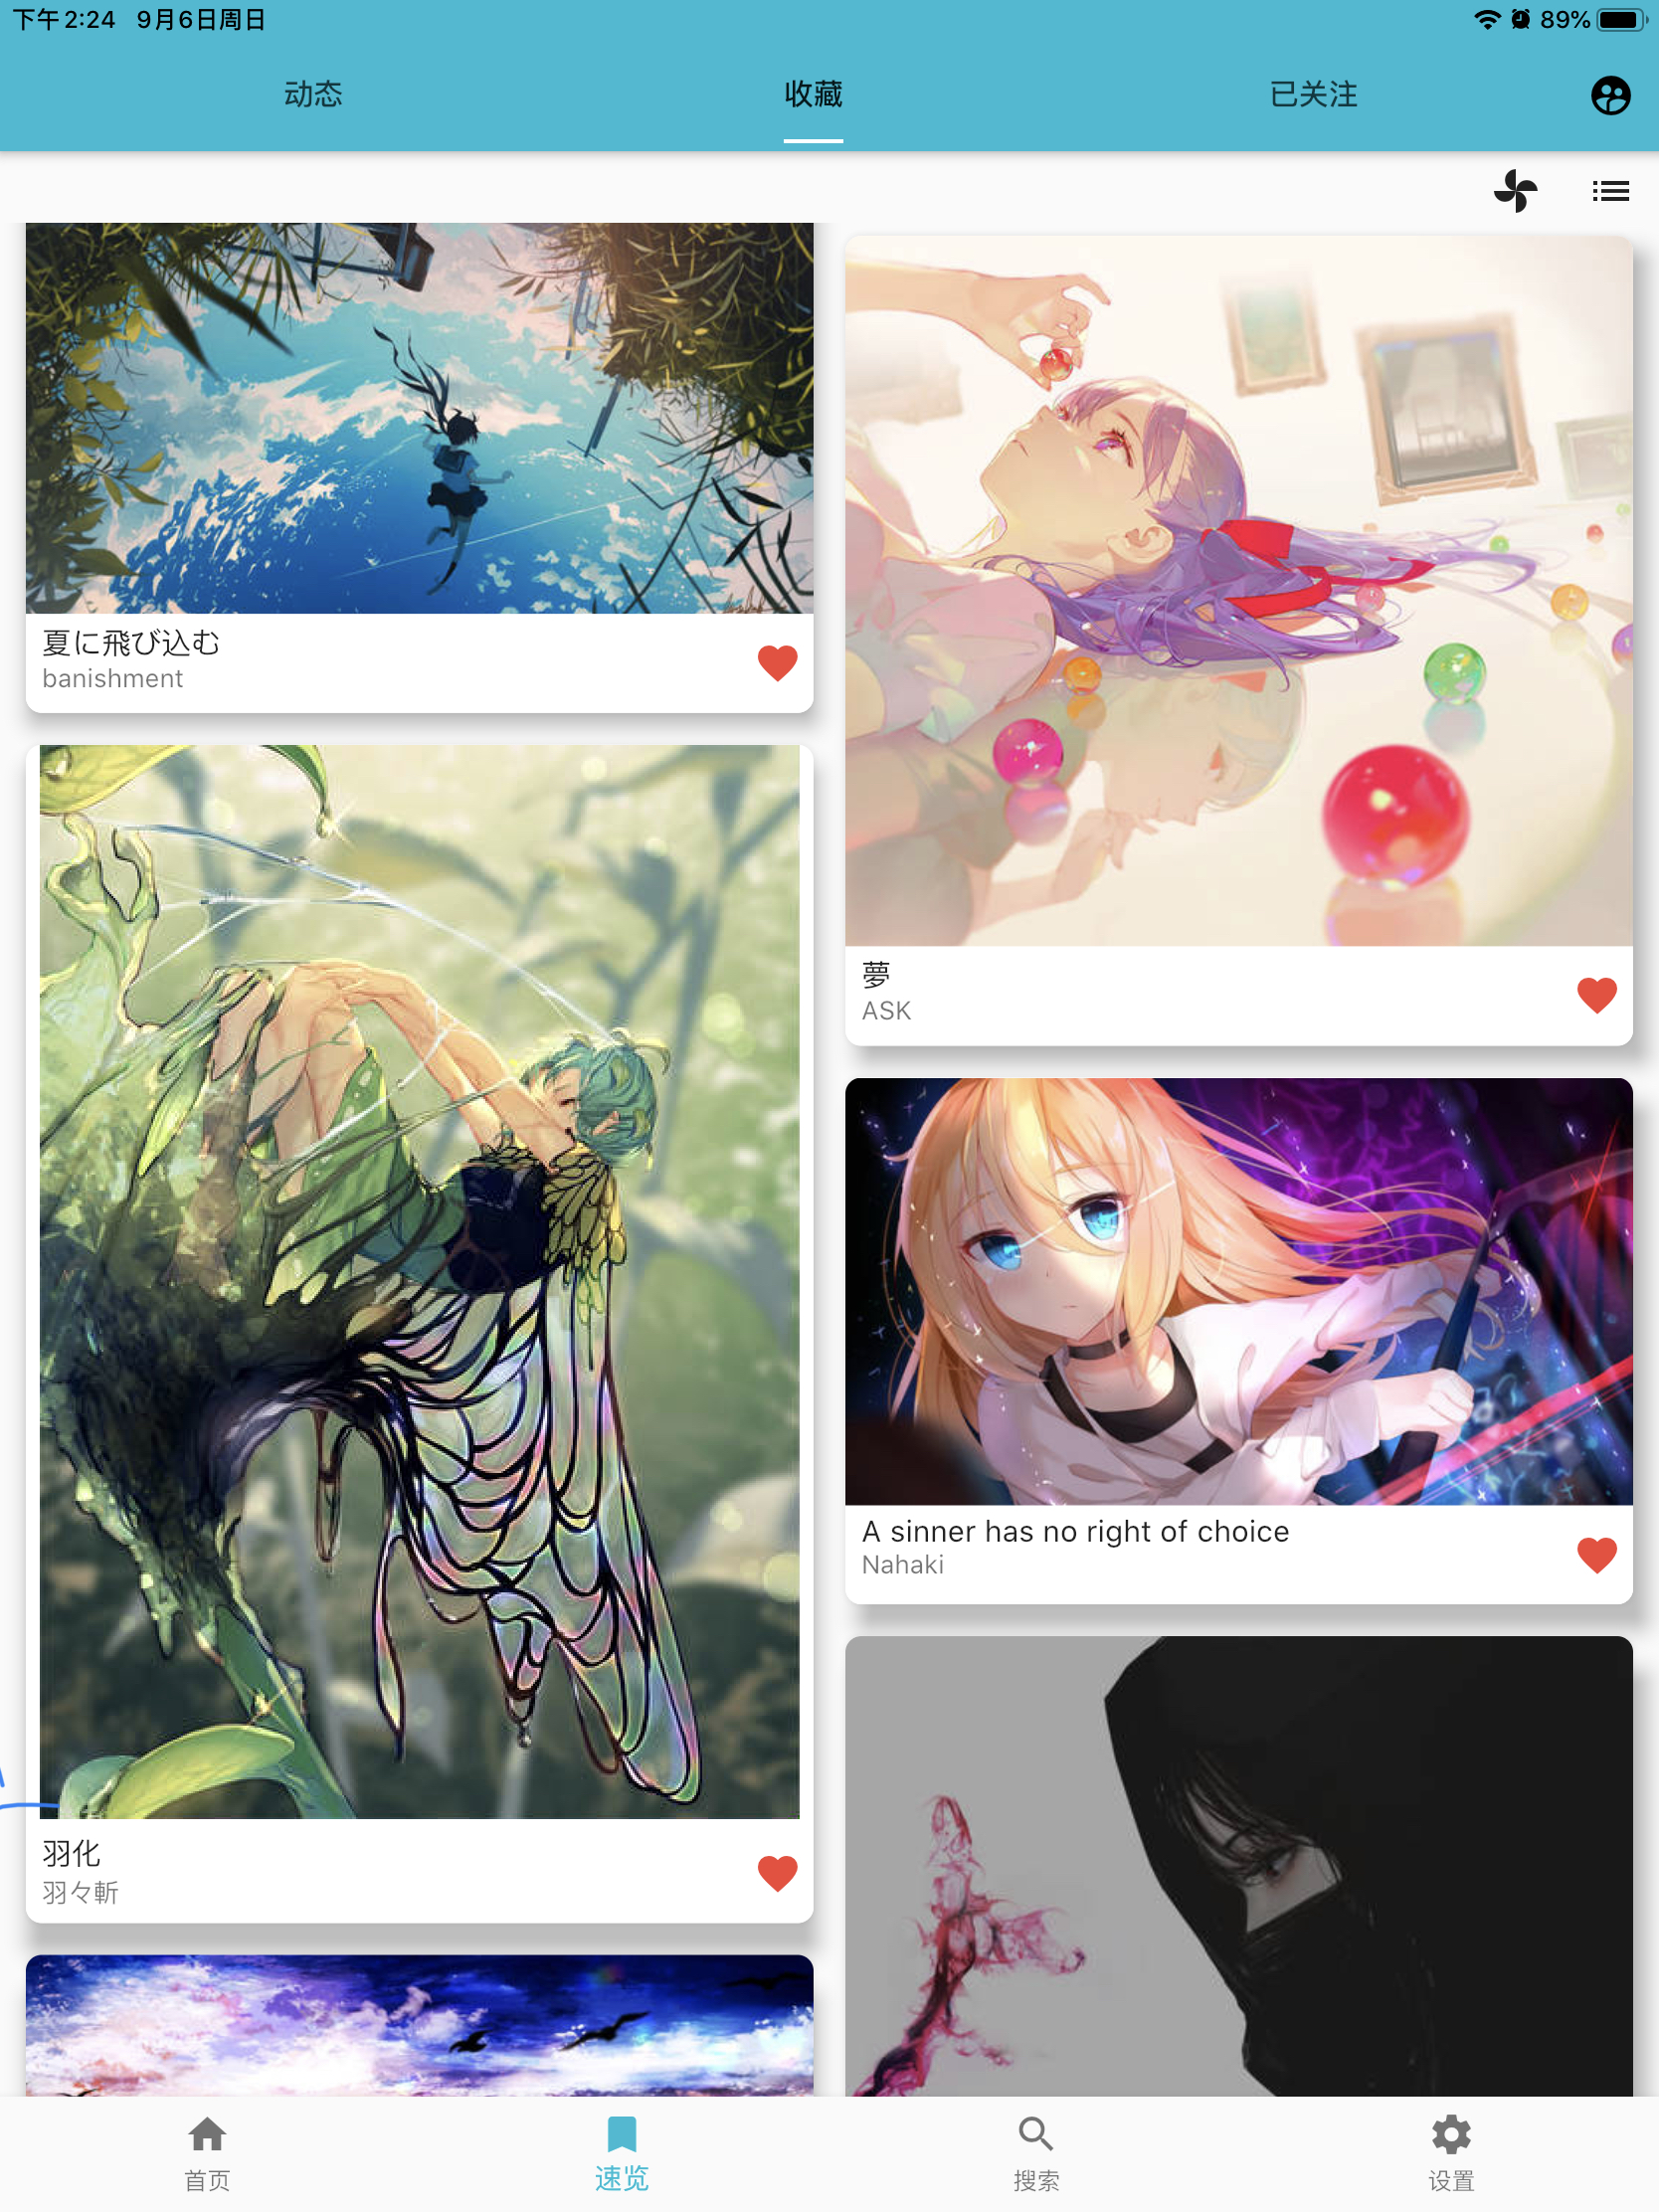 下午2:24 9月6日周日
89%
动态
收藏
已关注
夏に飛び込む
banishment
夢
ASK
A sinner has no right of choice
Nahaki
羽化
羽々斬
首页
速览
搜索
设置